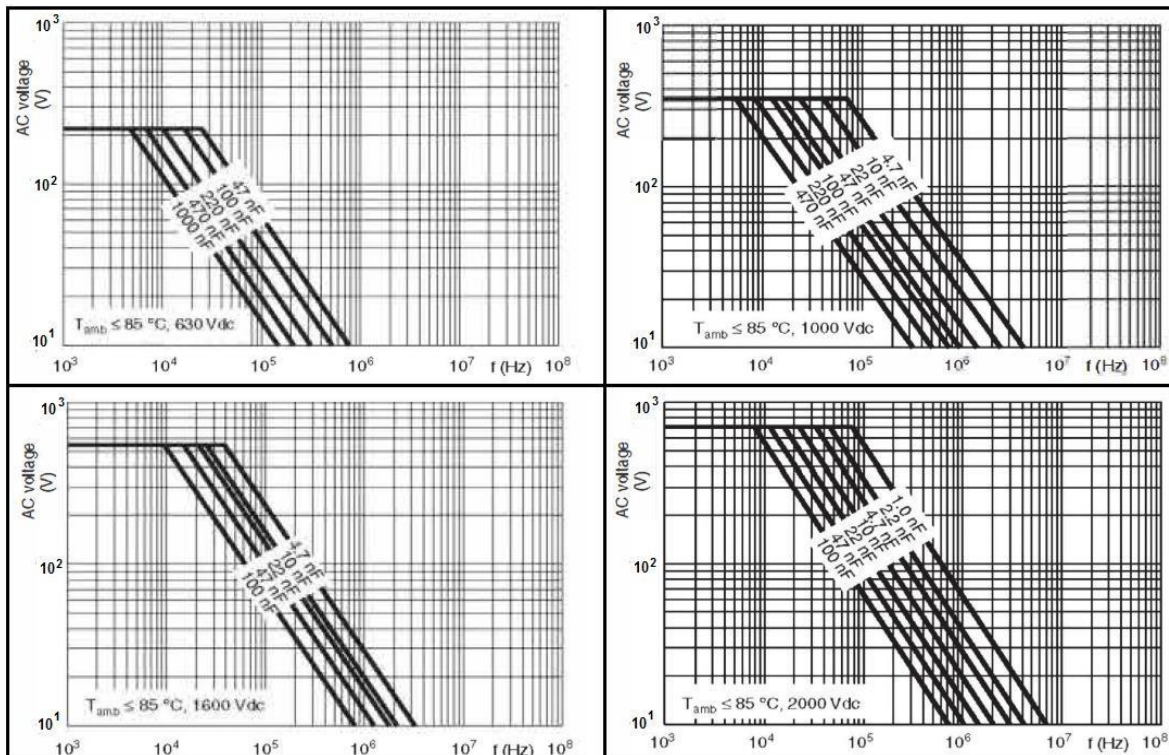 AC voltage
(V)
10³
10²
10¹
47 nF
100 nF
220 nF
470 nF
1000 nF
T amb ≤ 85 °C, 630 Vdc
10³ 10⁴ 10⁵ 10⁶ f (Hz) 10⁸
AC voltage
(V)
10³
10²
10¹
4.7 nF
10 nF
22 nF
47 nF
100 nF
220 nF
470 nF
T amb ≤ 85 °C, 1000 Vdc
10³ 10⁴ 10⁵ 10⁶ 10⁷ f (Hz) 10⁸
AC voltage
(V)
10³
10²
10¹
4.7 nF
10 nF
22 nF
47 nF
100 nF
T amb ≤ 85 °C, 1600 Vdc
10³ 10⁴ 10⁵ 10⁶ 10⁷ f (Hz) 10⁸
AC voltage
(V)
10³
10²
10¹
1.0 nF
2.2 nF
4.7 nF
10 nF
22 nF
47 nF
100 nF
T amb ≤ 85 °C, 2000 Vdc
10³ 10⁴ 10⁵ 10⁶ 10⁷ f (Hz) 10⁸